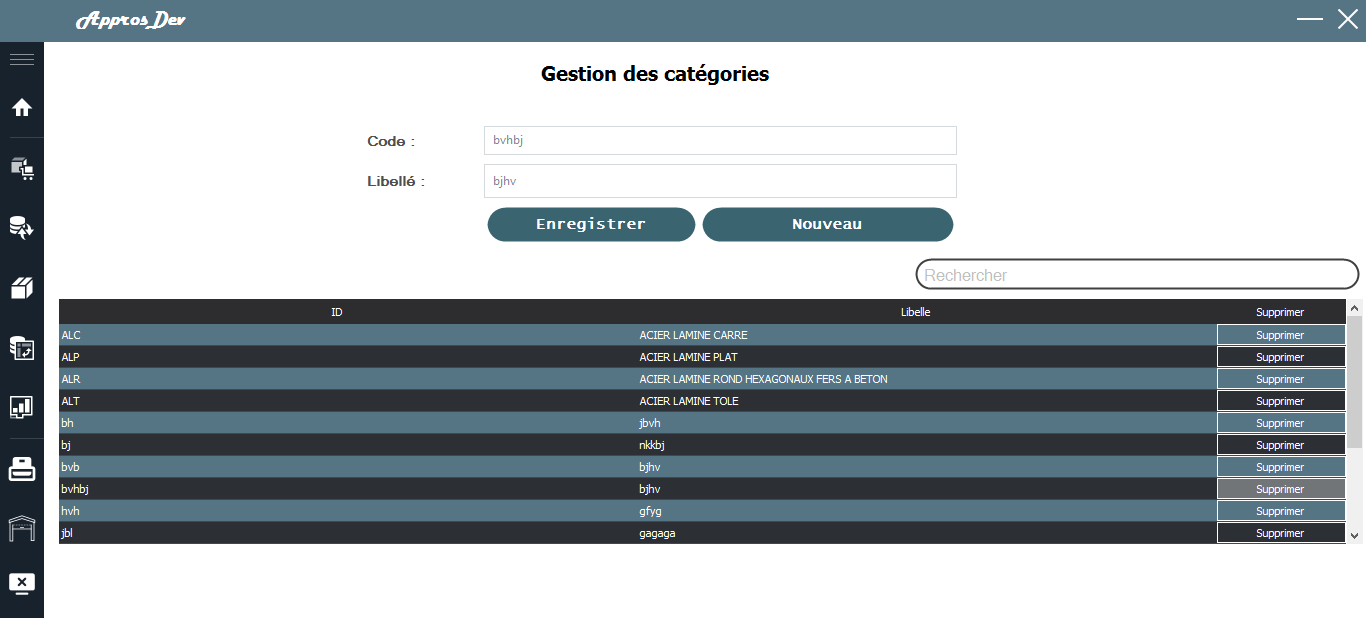 Appros Dev
Gestion des catégories
Code :
bvhbj
Libellé :
bjhv
Enregistrer
Nouveau
Rechercher
ID Libelle Supprimer
ALC ACIER LAMINE CARRE Supprimer
ALP ACIER LAMINE PLAT Supprimer
ALR ACIER LAMINE ROND HEXAGONAUX FERS A BETON Supprimer
ALT ACIER LAMINE TOLE Supprimer
bh jbvh Supprimer
bj nkkbj Supprimer
bvb bjhv Supprimer
bvhbj bjhv Supprimer
hvh gfyg Supprimer
jbl gagaga Supprimer